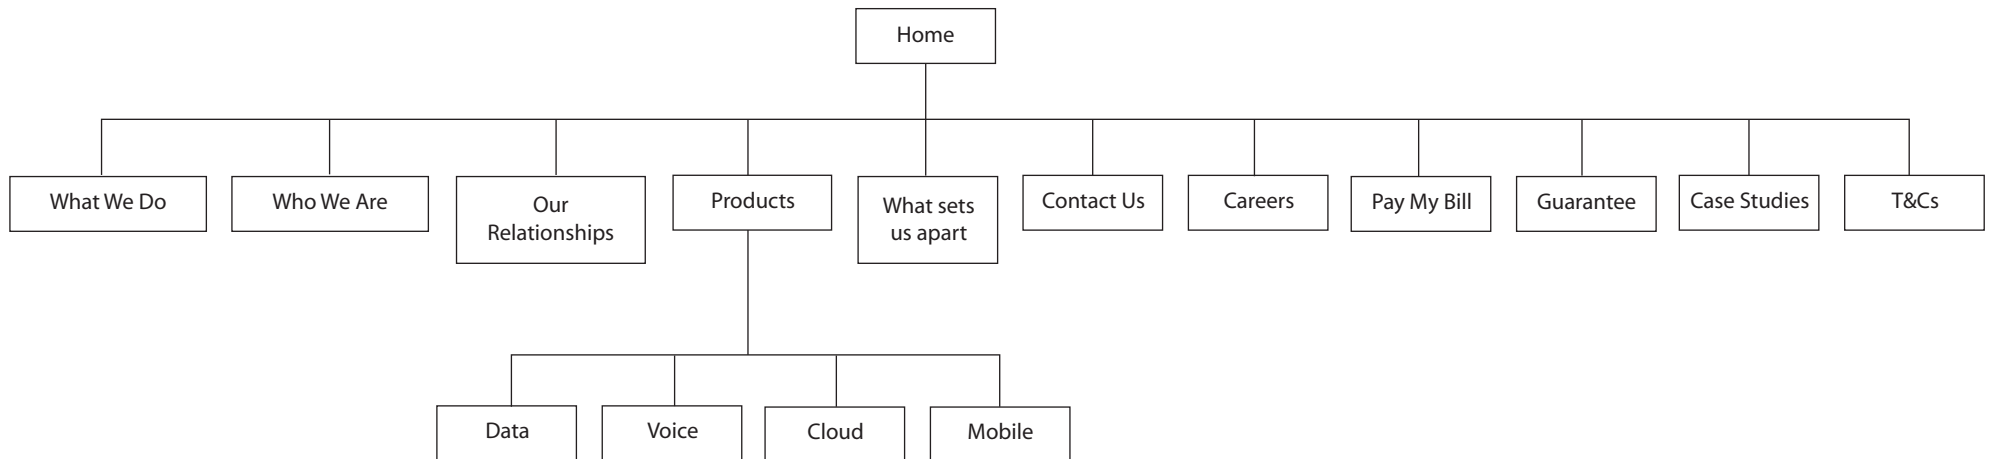 Home
What We Do
Who We Are
Our
Relationships
Products
What sets
us apart
Contact Us
Careers
Pay My Bill
Guarantee
Case Studies
T&Cs
Data
Voice
Cloud
Mobile